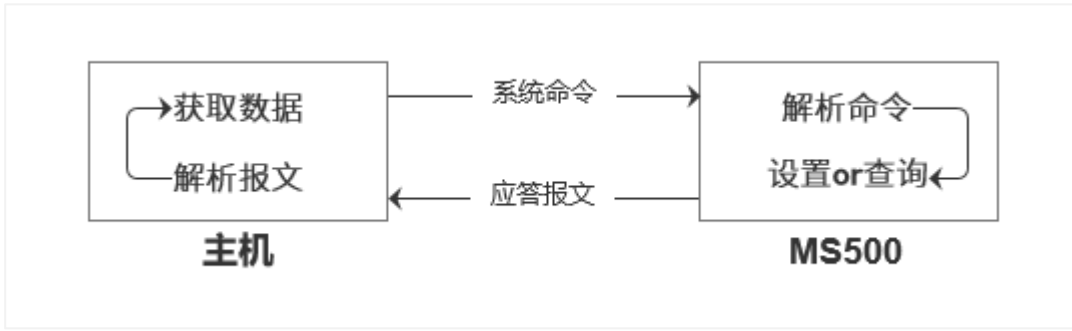 获取数据
解析报文
主机
系统命令
应答报文
解析命令
设置or查询
MS500